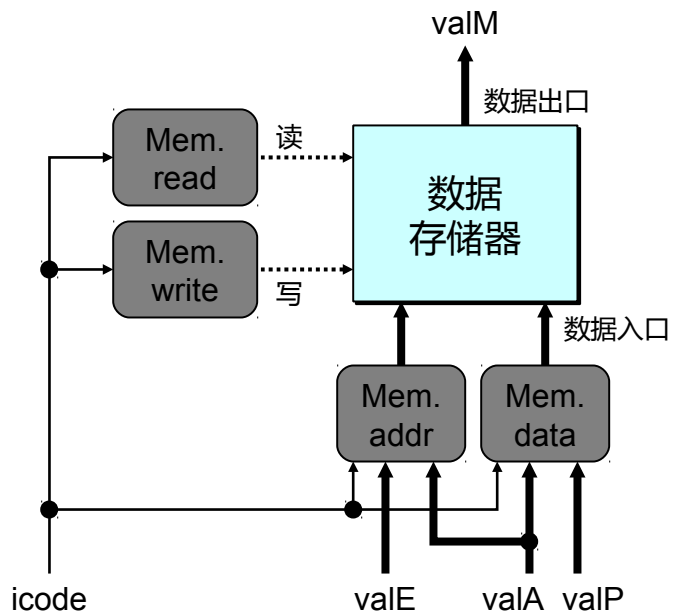 valM
数据出口
Mem.
read
读
数据
存储器
Mem.
write
写
数据入口
Mem.
addr
Mem.
data
icode
valE
valA
valP